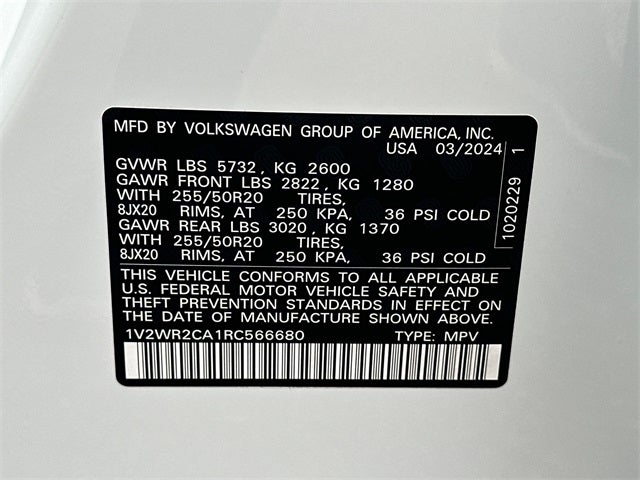 MFD BY VOLKSWAGEN GROUP OF AMERICA, INC.
USA 03/2024
GVWR LBS 5732, KG 2600
GAWR FRONT LBS 2822, KG 1280
WITH 255/50R20 TIRES,
8JX20 RIMS, AT 250 KPA, 36 PSI COLD
GAWR REAR LBS 3020, KG 1370
WITH 255/50R20 TIRES,
8JX20 RIMS, AT 250 KPA, 36 PSI COLD
THIS VEHICLE CONFORMS TO ALL APPLICABLE
U.S. FEDERAL MOTOR VEHICLE SAFETY AND
THEFT PREVENTION STANDARDS IN EFFECT ON
THE DATE OF MANUFACTURE SHOWN ABOVE.
1V2WR2CA1RC566680 TYPE: MPV
1020229 1